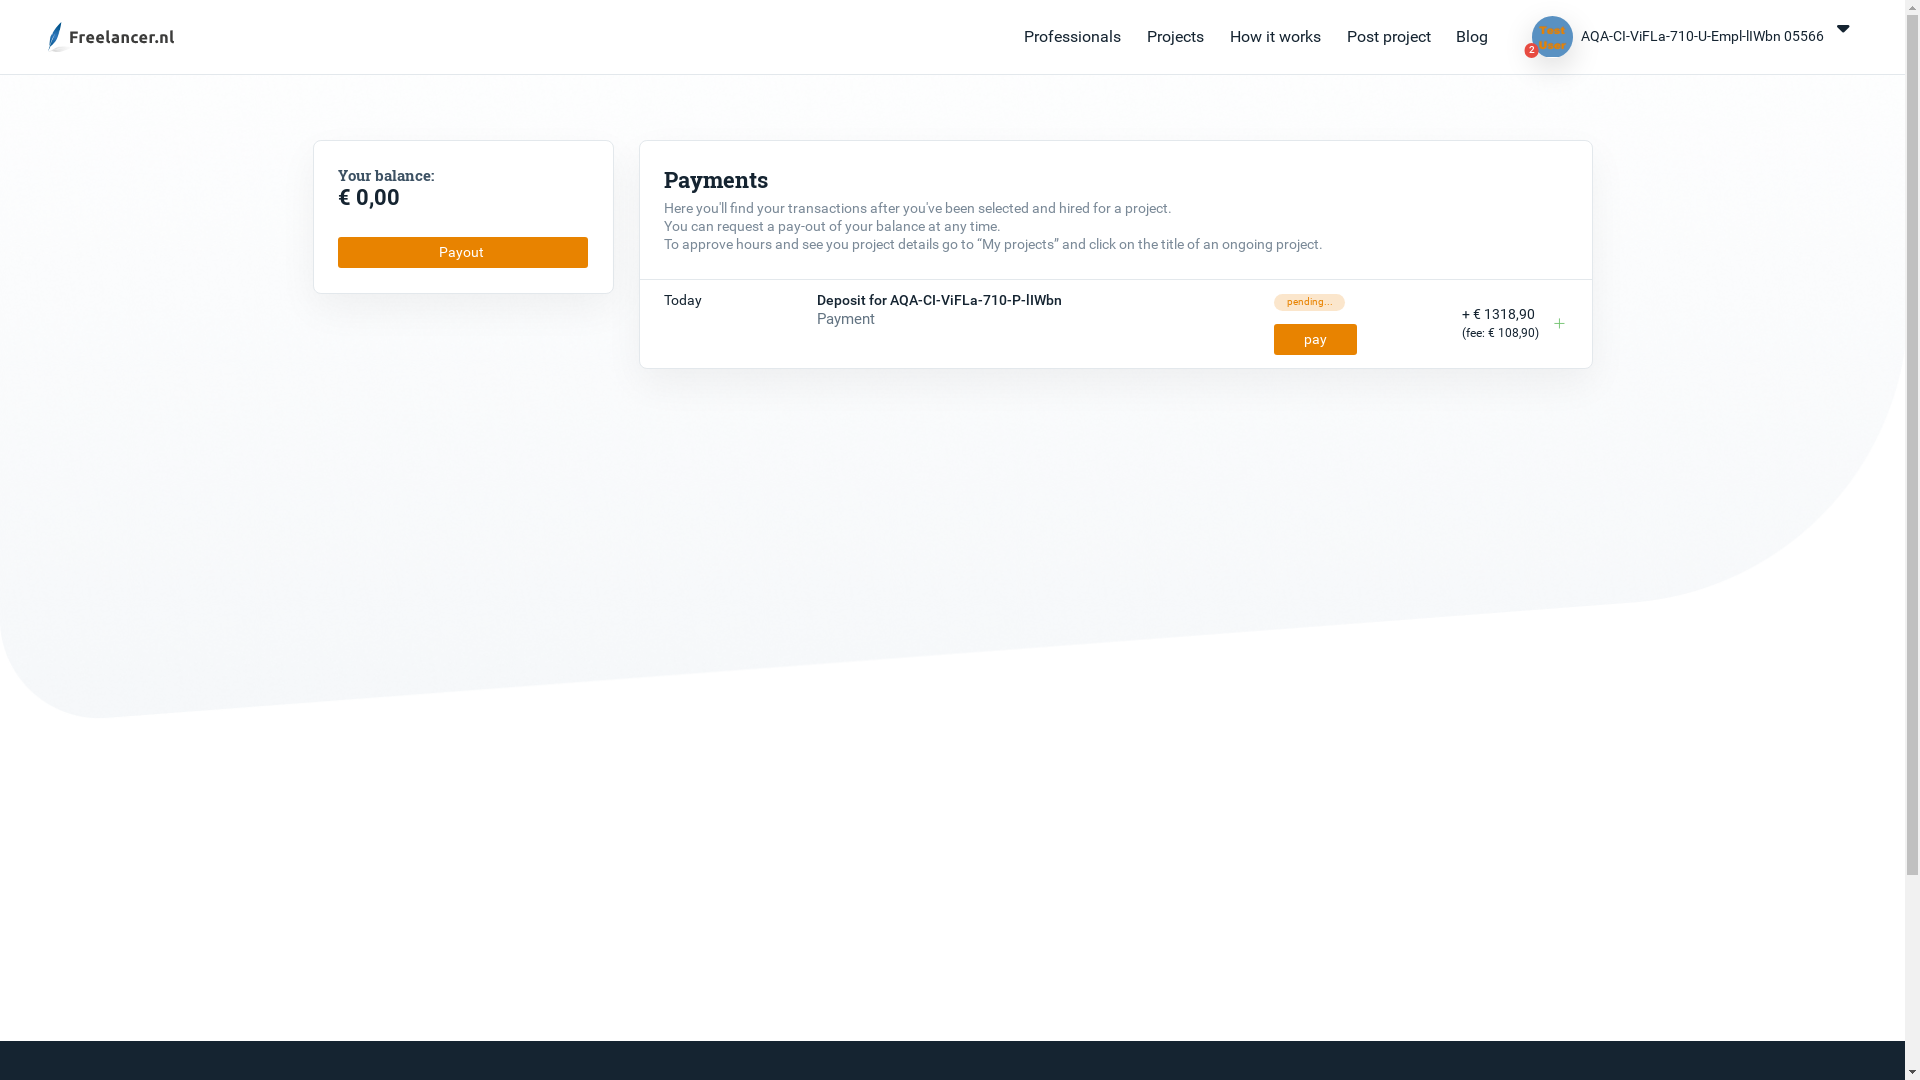 Freelancer.nl
Professionals
Projects
How it works
Post project
Blog
Test
User
2
AQA-CI-ViFLa-710-U-Empl-lIWbn 05566
Your balance:
€ 0,00
Payout
Payments
Here you'll find your transactions after you've been selected and hired for a project.
You can request a pay-out of your balance at any time.
To approve hours and see you project details go to “My projects” and click on the title of an ongoing project.
Today
Deposit for AQA-CI-ViFLa-710-P-lIWbn
Payment
pending...
pay
+ € 1318,90
(fee: € 108,90)